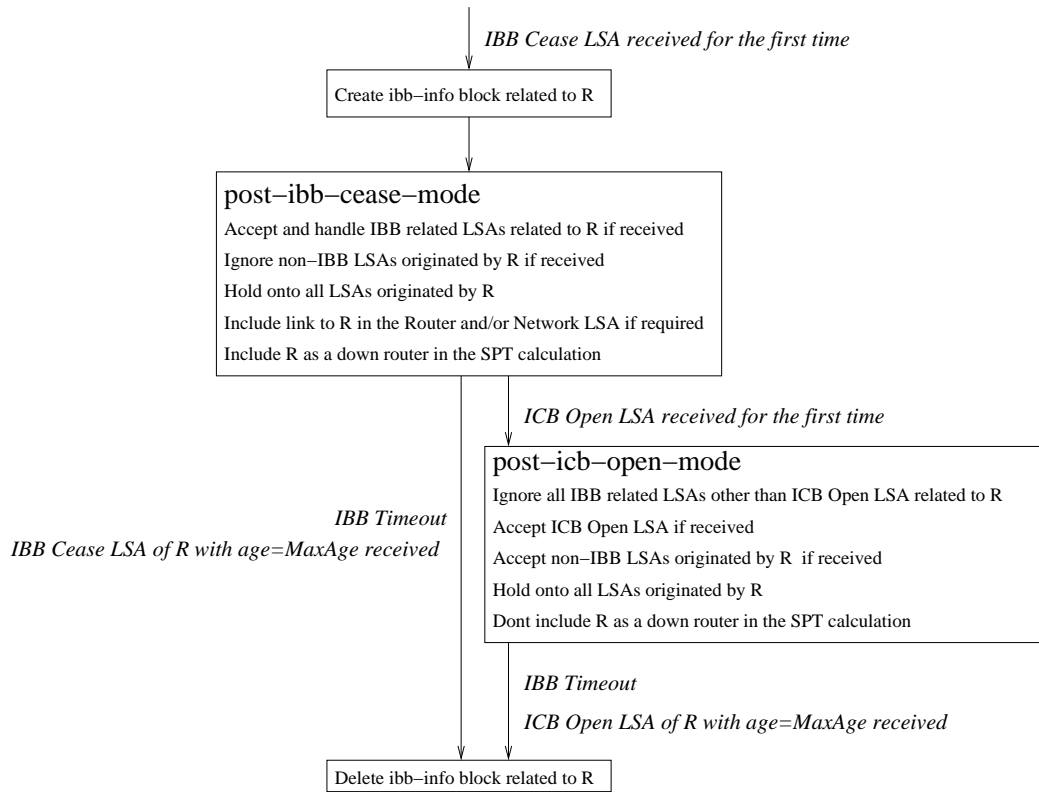 IBB Cease LSA received for the first time
Create ibb−info block related to R
post−ibb−cease−mode
Accept and handle IBB related LSAs related to R if received
Ignore non−IBB LSAs originated by R if received
Hold onto all LSAs originated by R
Include link to R in the Router and/or Network LSA if required
Include R as a down router in the SPT calculation
ICB Open LSA received for the first time
post−icb−open−mode
Ignore all IBB related LSAs other than ICB Open LSA related to R
Accept ICB Open LSA if received
Accept non−IBB LSAs originated by R if received
Hold onto all LSAs originated by R
Dont include R as a down router in the SPT calculation
IBB Timeout
IBB Cease LSA of R with age=MaxAge received
IBB Timeout
ICB Open LSA of R with age=MaxAge received
Delete ibb−info block related to R